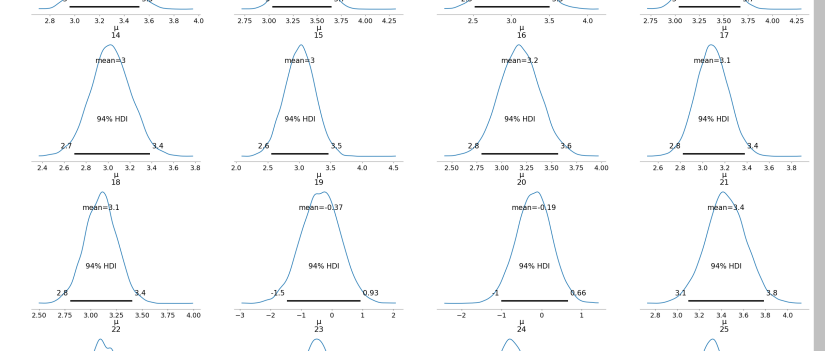 2.8 3.0 3.2 3.4 3.6 3.8 4.0
2.75 3.00 3.25 3.50 3.75 4.00 4.25
2.5 3.0 3.5 4.0
2.75 3.00 3.25 3.50 3.75 4.00 4.25
μ μ μ μ
14 15 16 17
mean=3 mean=3 mean=3.2 mean=3.1
94% HDI 94% HDI 94% HDI 94% HDI
2.7 3.4 2.6 3.5 2.8 3.6 2.8 3.4
2.4 2.6 2.8 3.0 3.2 3.4 3.6 3.8
2.0 2.5 3.0 3.5 4.0 4.5
2.50 2.75 3.00 3.25 3.50 3.75 4.00
2.6 2.8 3.0 3.2 3.4 3.6 3.8
μ μ μ μ
18 19 20 21
mean=3.1 mean=-0.37 mean=-0.19 mean=3.4
94% HDI 94% HDI 94% HDI 94% HDI
2.8 3.4 -1.5 0.93 -1 0.66 3.1 3.8
2.50 2.75 3.00 3.25 3.50 3.75 4.00
−3 −2 −1 0 1 2
−2 −1 0 1
2.8 3.0 3.2 3.4 3.6 3.8 4.0
μ μ μ μ
22 23 24 25